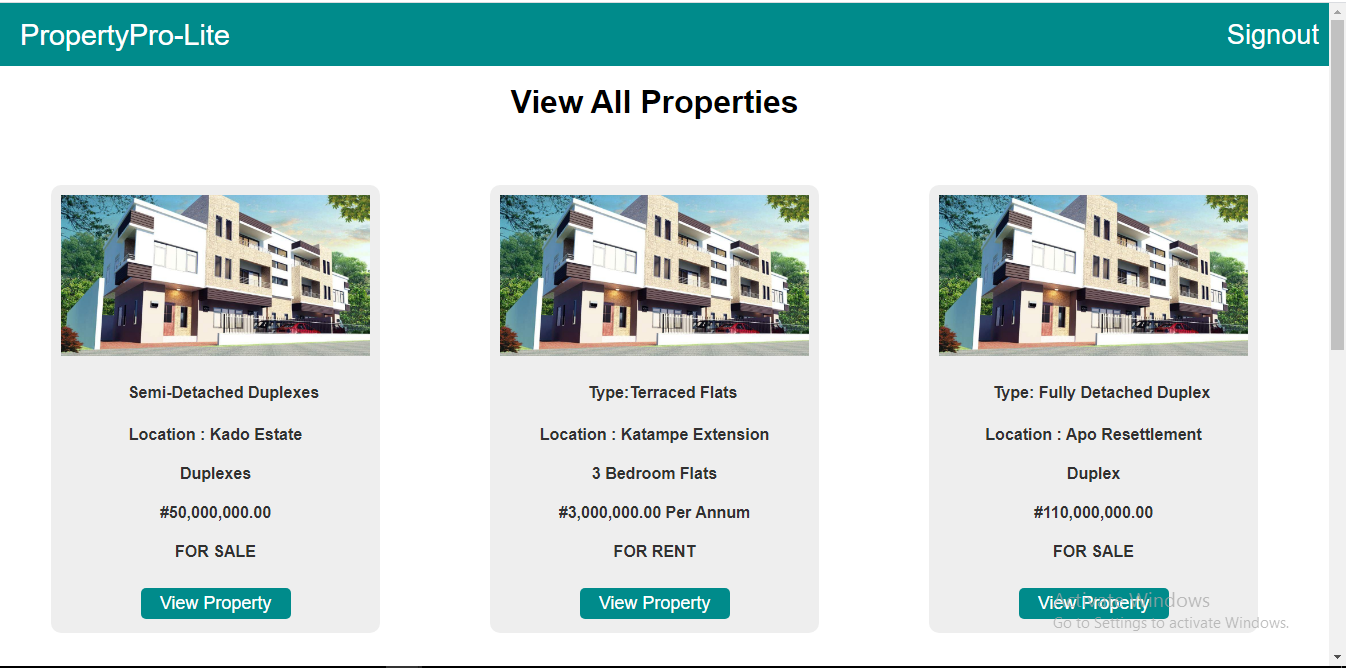 PropertyPro-Lite
Signout
View All Properties
Semi-Detached Duplexes
Location : Kado Estate
Duplexes
#50,000,000.00
FOR SALE
View Property
Type:Terraced Flats
Location : Katampe Extension
3 Bedroom Flats
#3,000,000.00 Per Annum
FOR RENT
View Property
Type: Fully Detached Duplex
Location : Apo Resettlement
Duplex
#110,000,000.00
FOR SALE
View Property
Activate Windows
Go to Settings to activate Windows.